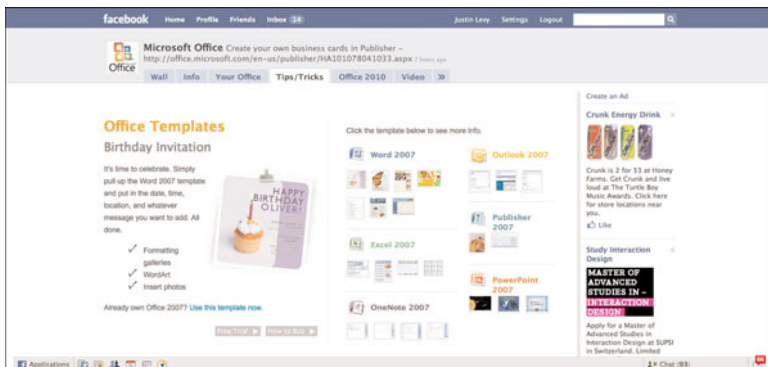 facebook Home Profile Friends Inbox 14 Justin Levy Settings Logout
Office
Microsoft Office Create your own business cards in Publisher -
http://office.microsoft.com/en-us/publisher/HA101078041033.aspx 7 hours ago
Wall Info Your Office Tips/Tricks Office 2010 Video »
Office Templates
Birthday Invitation
It's time to celebrate. Simply
pull up the Word 2007 template
and put in the date, time,
location, and whatever
message you want to add. All
done.
Formatting
galleries
WordArt
Insert photos
HAPPY
BIRTHDAY
OLIVER!
Already own Office 2007? Use this template now.
Free Trial
How to Buy
Click the template below to see more info.
Word 2007
Excel 2007
OneNote 2007
Outlook 2007
Publisher
2007
PowerPoint
2007
Create an Ad
Crunk Energy Drink
Crunk is 2 for $3 at Honey
Farms. Get Crunk and live
loud at The Turtle Boy
Music Awards. Click here
for store locations near
you.
Like
Study Interaction
Design
MASTER OF
ADVANCED
STUDIES IN –
INTERACTION
DESIGN
Apply for a Master of
Advanced Studies in
Interaction Design at SUPSI
in Switzerland. Limited
Applications
Chat (93)